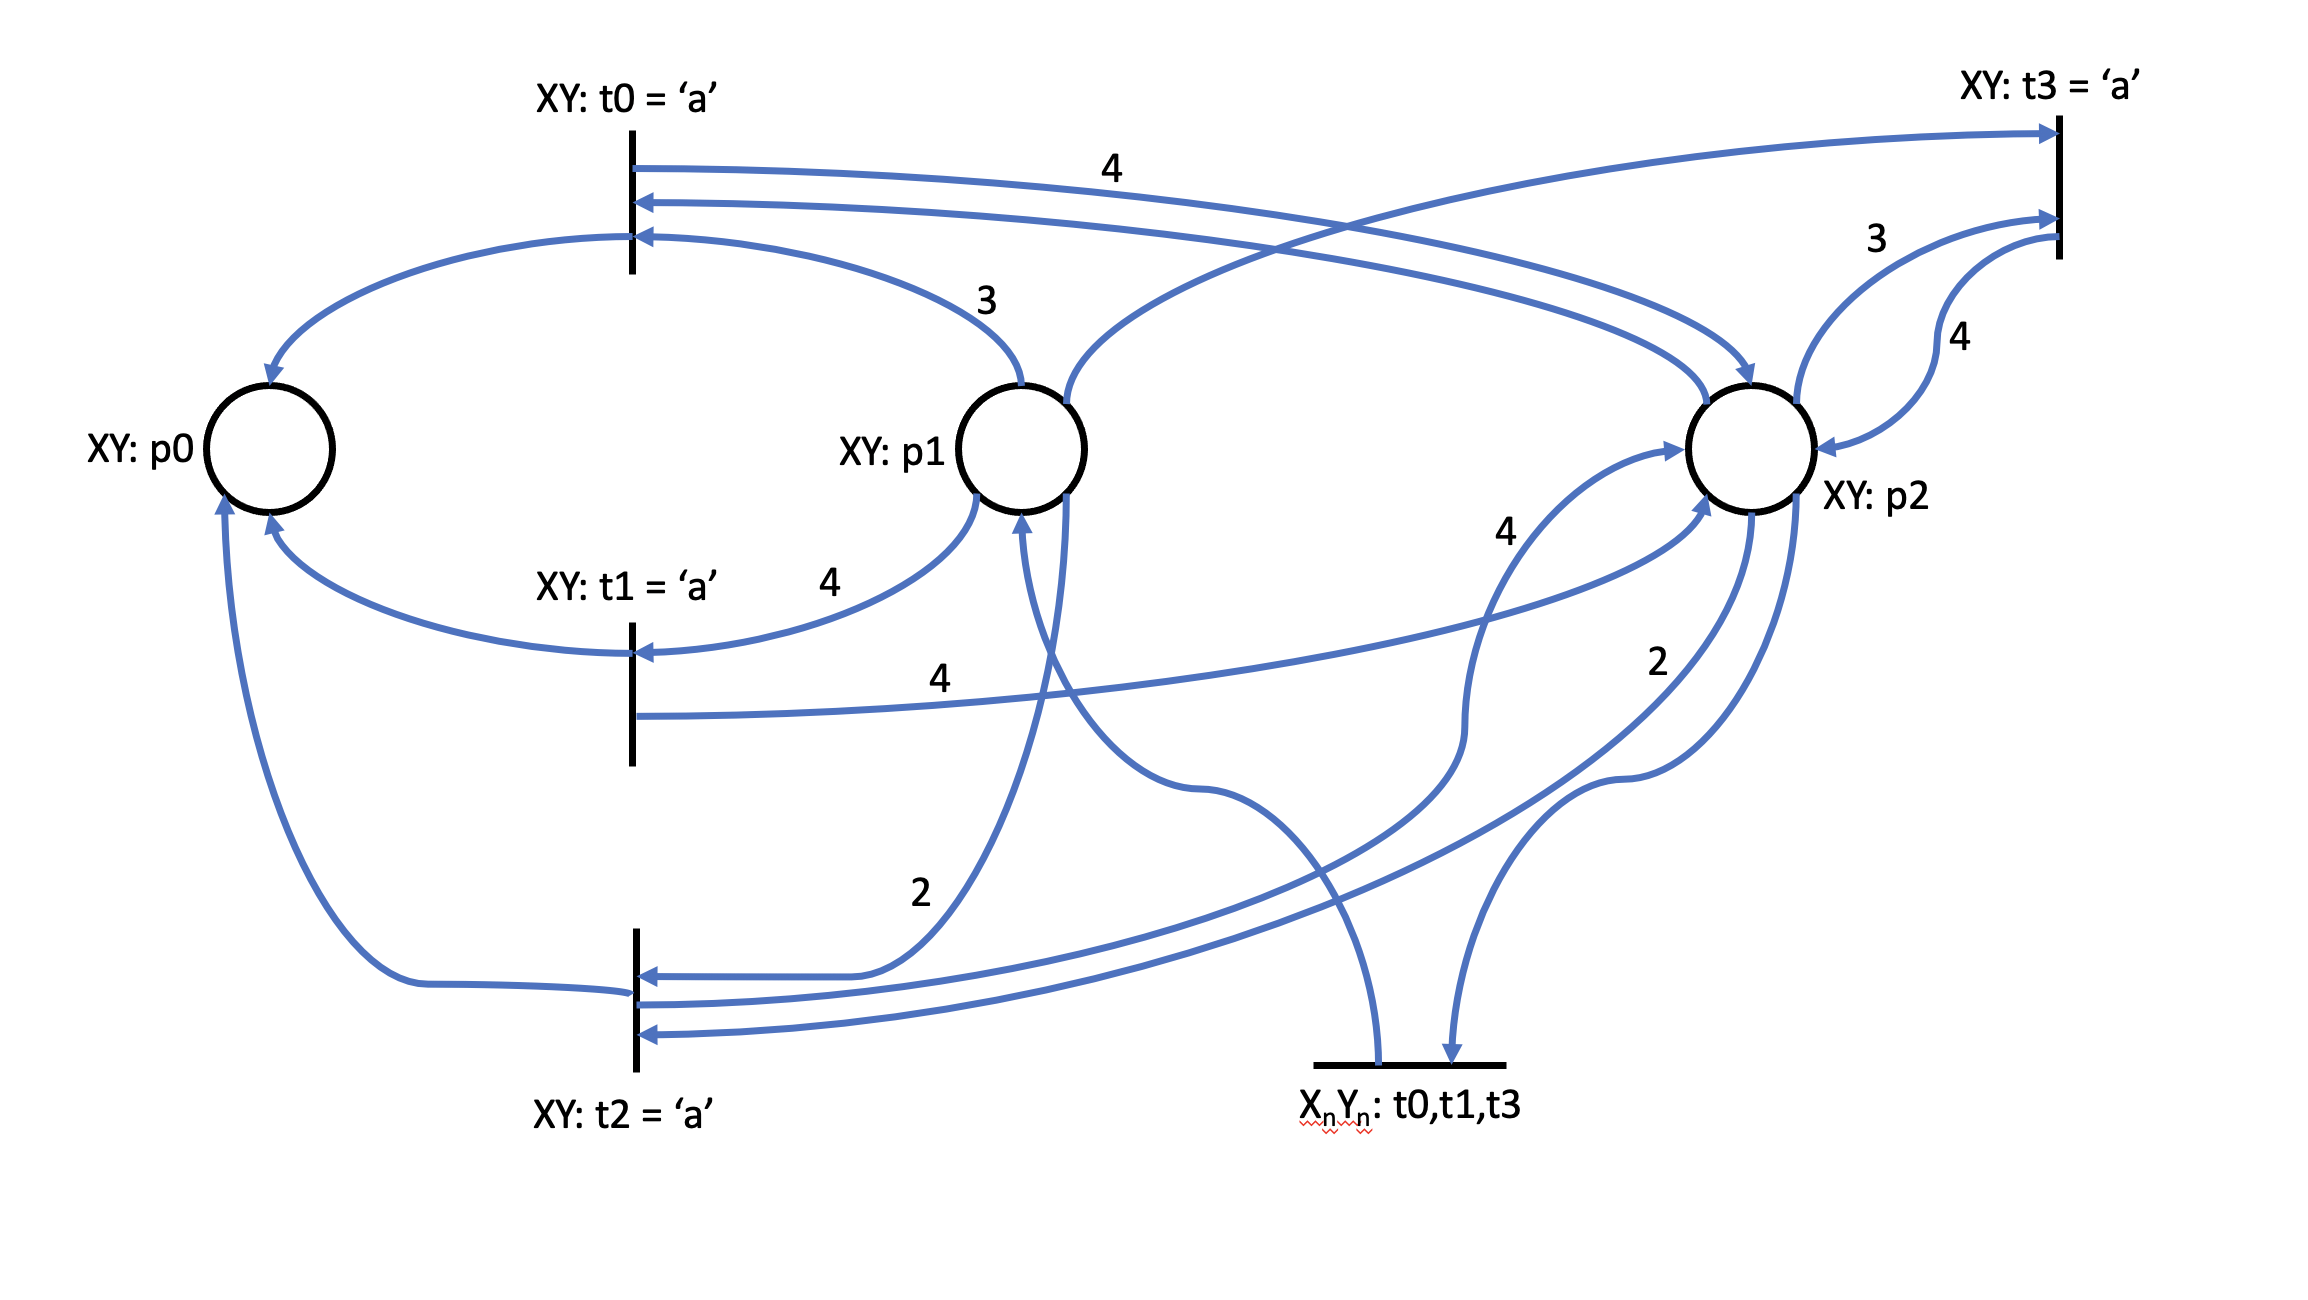 XY: t3 = ‘a’
XY: t0 = ‘a’
4
3
3
4
XY: p0
XY: p1
XY: p2
4
XY: t1 = ‘a’
4
2
4
2
XY: t2 = ‘a’
XₙYₙ: t0,t1,t3